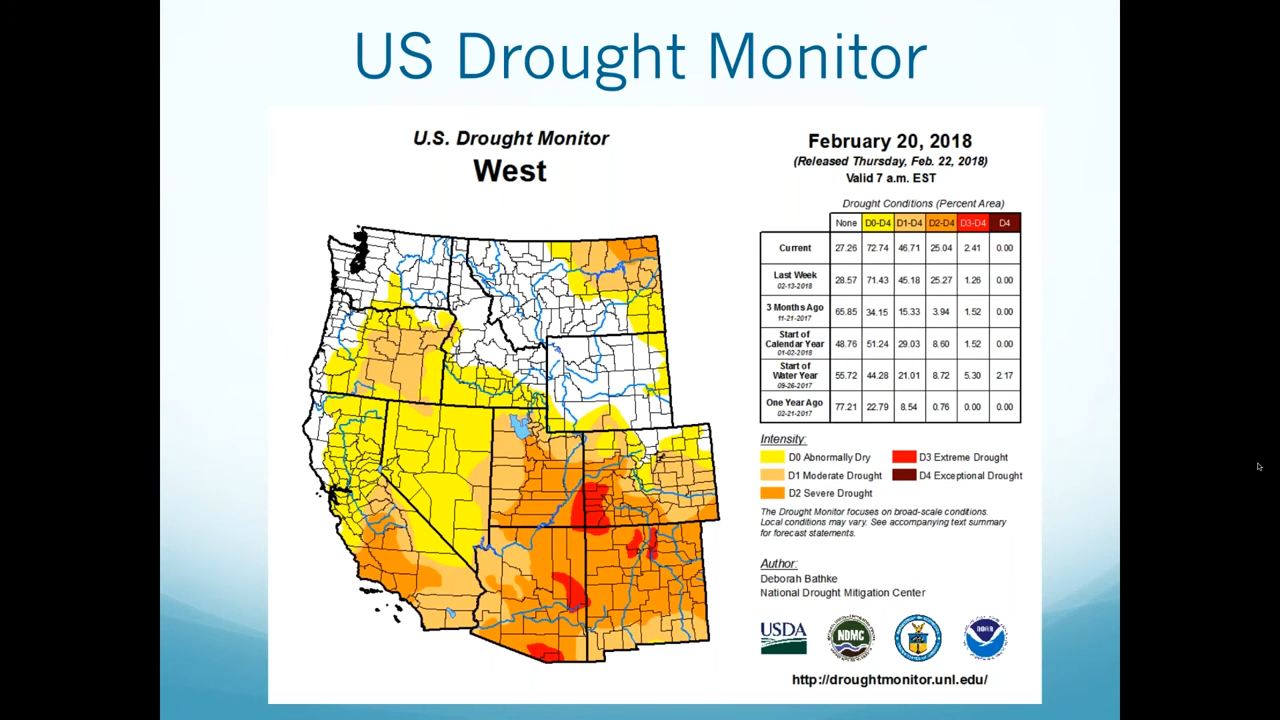 US Drought Monitor
U.S. Drought Monitor
West
February 20, 2018
(Released Thursday, Feb. 22, 2018)
Valid 7 a.m. EST
Drought Conditions (Percent Area)
None D0-D4 D1-D4 D2-D4 D3-D4 D4
Current 27.26 72.74 46.71 25.04 2.41 0.00
Last Week 28.57 71.43 45.18 25.27 1.26 0.00
02-13-2018
3 Months Ago 65.85 34.15 15.33 3.94 1.52 0.00
11-21-2017
Start of
Calendar Year 48.76 51.24 29.03 8.60 1.52 0.00
01-02-2018
Start of
Water Year 55.72 44.28 21.01 8.72 5.30 2.17
09-26-2017
One Year Ago 77.21 22.79 8.54 0.76 0.00 0.00
02-21-2017
Intensity:
D0 Abnormally Dry D3 Extreme Drought
D1 Moderate Drought D4 Exceptional Drought
D2 Severe Drought
The Drought Monitor focuses on broad-scale conditions.
Local conditions may vary. See accompanying text summary
for forecast statements.
Author:
Deborah Bathke
National Drought Mitigation Center
USDA NDMC NOAA
http://droughtmonitor.unl.edu/